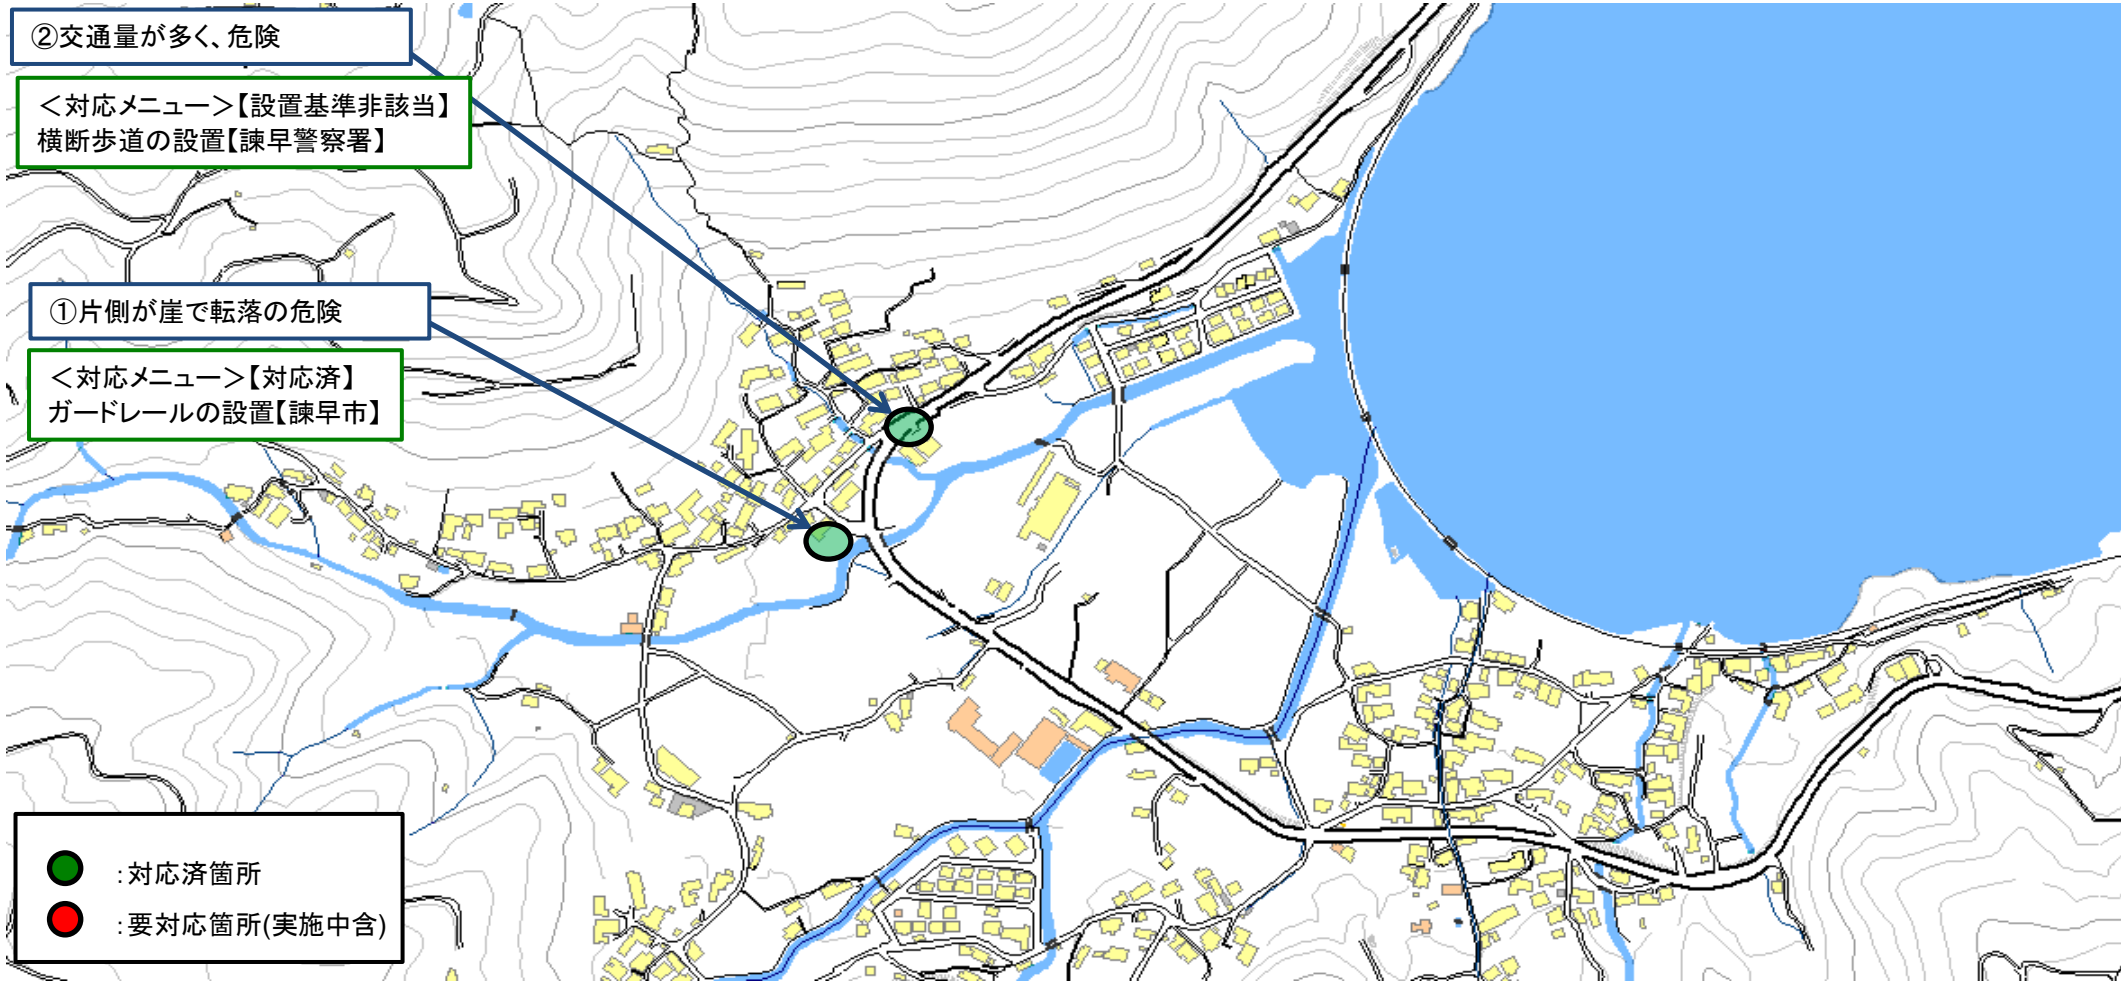 ②交通量が多く、危険
＜対応メニュー＞【設置基準非該当】
横断歩道の設置【諫早警察署】
①片側が崖で転落の危険
＜対応メニュー＞【対応済】
ガードレールの設置【諫早市】
：対応済箇所
：要対応箇所(実施中含)